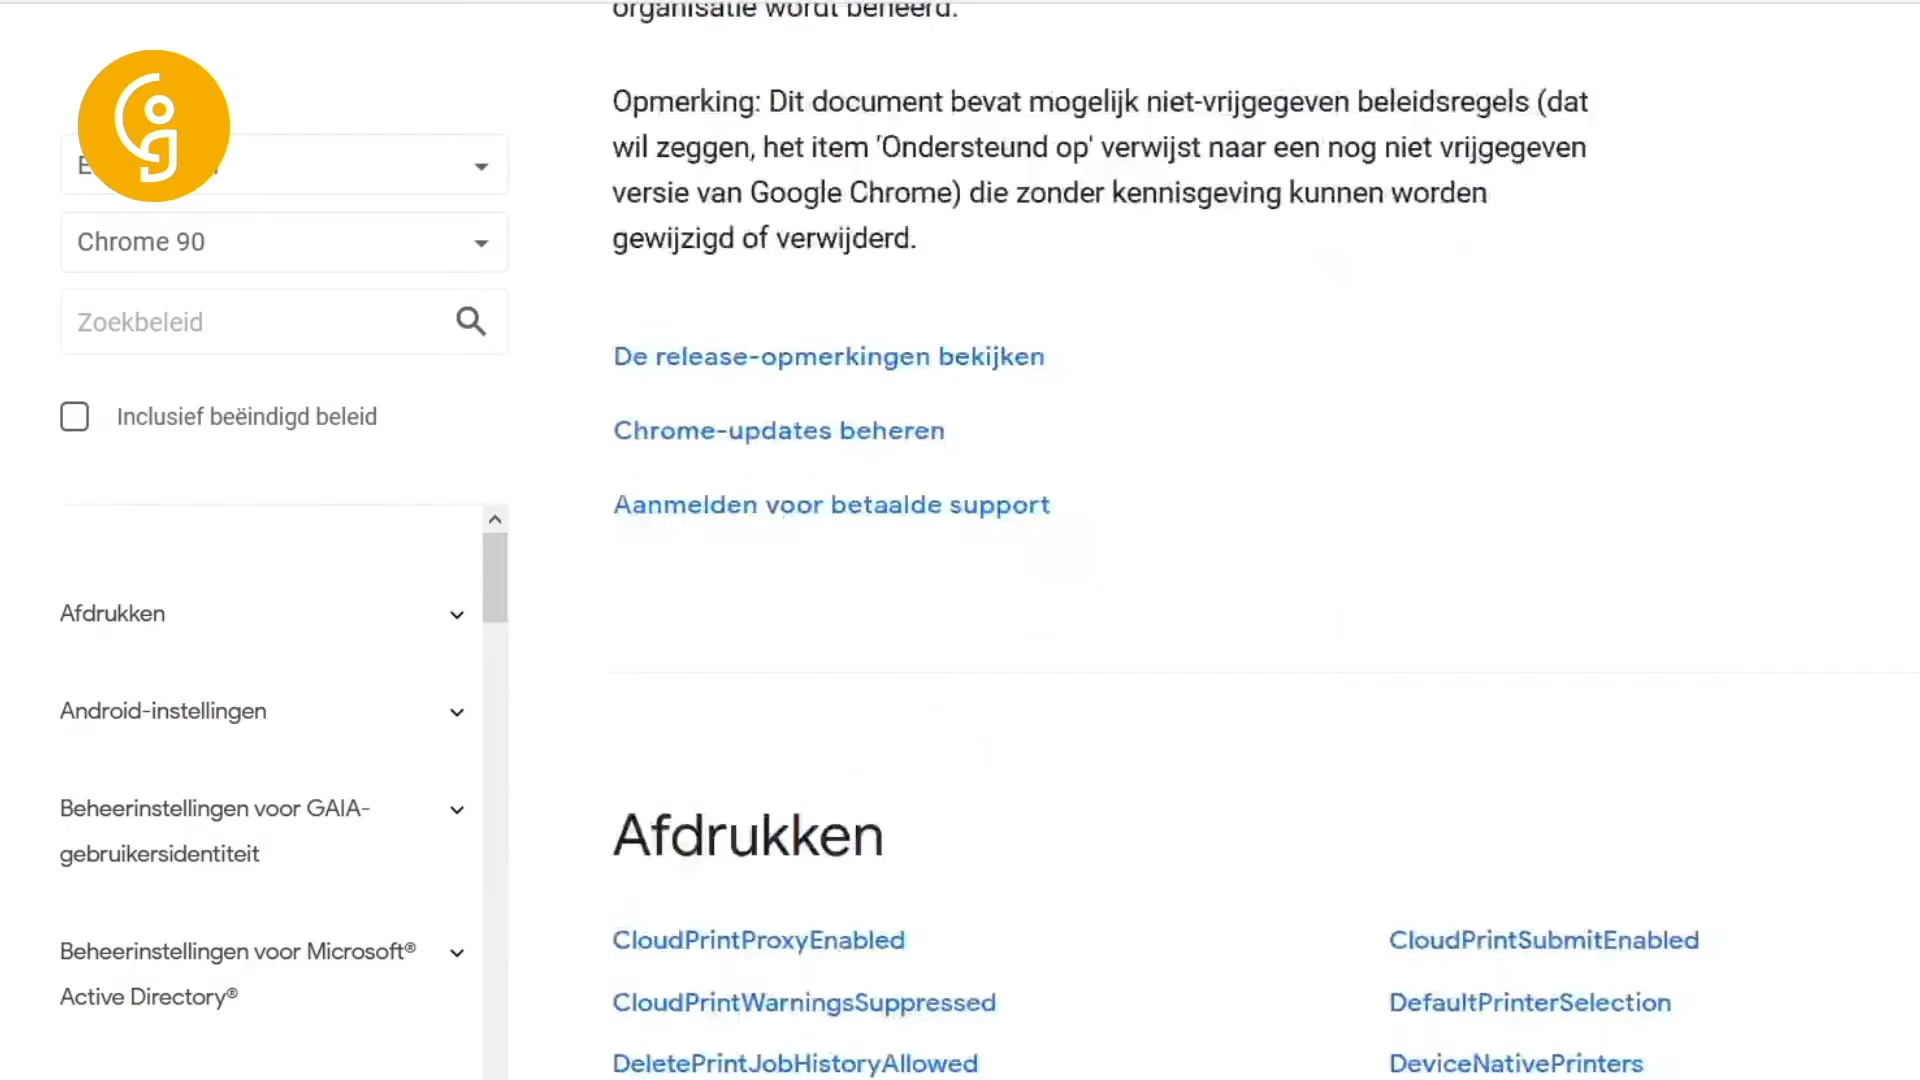 organisatie wordt beheerd.
Opmerking: Dit document bevat mogelijk niet-vrijgegeven beleidsregels (dat
wil zeggen, het item 'Ondersteund op' verwijst naar een nog niet vrijgegeven
versie van Google Chrome) die zonder kennisgeving kunnen worden
gewijzigd of verwijderd.
De release-opmerkingen bekijken
Chrome-updates beheren
Aanmelden voor betaalde support
Chrome 90
Zoekbeleid
Inclusief beëindigd beleid
Afdrukken
Android-instellingen
Beheerinstellingen voor GAIA-
gebruikersidentiteit
Beheerinstellingen voor Microsoft®
Active Directory®
Afdrukken
CloudPrintProxyEnabled
CloudPrintSubmitEnabled
CloudPrintWarningsSuppressed
DefaultPrinterSelection
DeletePrintJobHistoryAllowed
DeviceNativePrinters